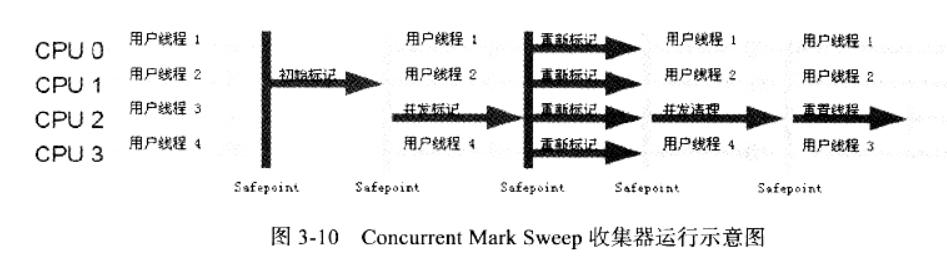 CPU 0 用户线程 1 用户线程 1 重新标记 用户线程 1 用户线程 1
CPU 1 用户线程 2 初始标记 用户线程 2 重新标记 用户线程 2 用户线程 2
CPU 2 用户线程 3 并发标记 重新标记 并发清理 重置线程
CPU 3 用户线程 4 用户线程 4 重新标记 用户线程 4 用户线程 3
Safepoint Safepoint Safepoint Safepoint Safepoint
图 3-10 Concurrent Mark Sweep 收集器运行示意图